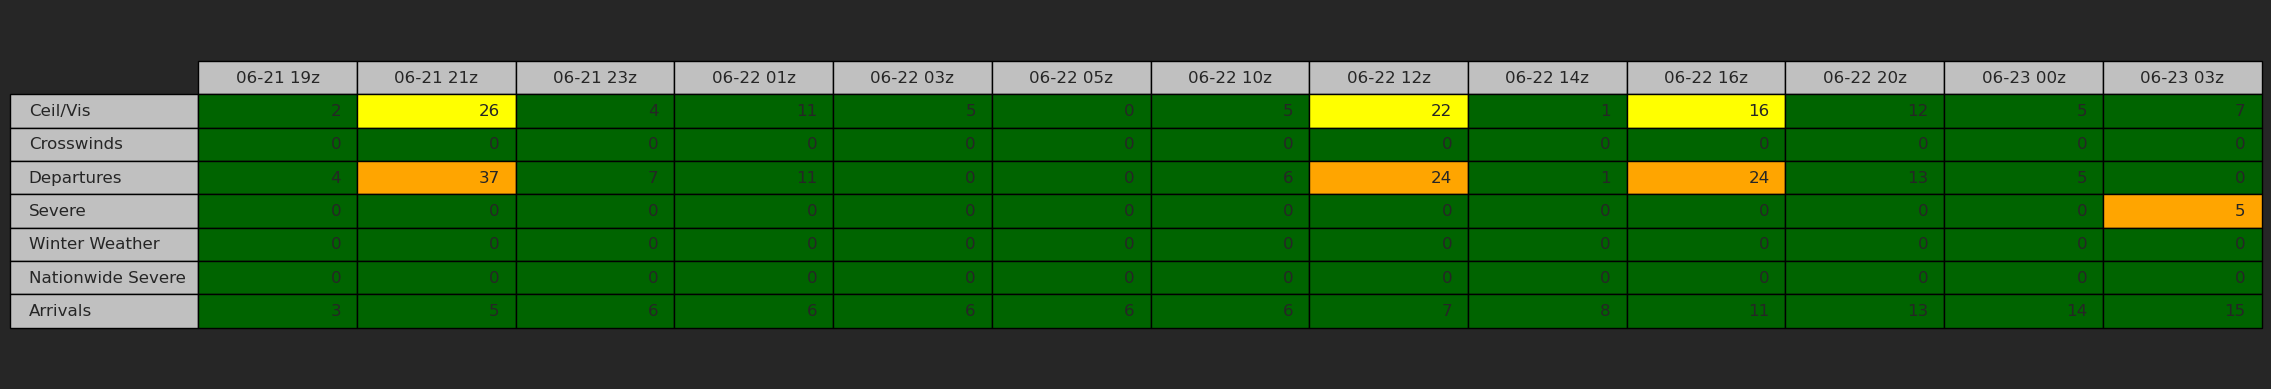 06-21 19z 06-21 21z 06-21 23z 06-22 01z 06-22 03z 06-22 05z 06-22 10z 06-22 12z 06-22 14z 06-22 16z 06-22 20z 06-23 00z 06-23 03z
Ceil/Vis 2 26 4 11 5 0 5 22 1 16 12 5 7
Crosswinds 0 0 0 0 0 0 0 0 0 0 0 0 0
Departures 4 37 7 11 0 0 6 24 1 24 13 5 0
Severe 0 0 0 0 0 0 0 0 0 0 0 0 5
Winter Weather 0 0 0 0 0 0 0 0 0 0 0 0 0
Nationwide Severe 0 0 0 0 0 0 0 0 0 0 0 0 0
Arrivals 3 5 6 6 6 6 6 7 8 11 13 14 15